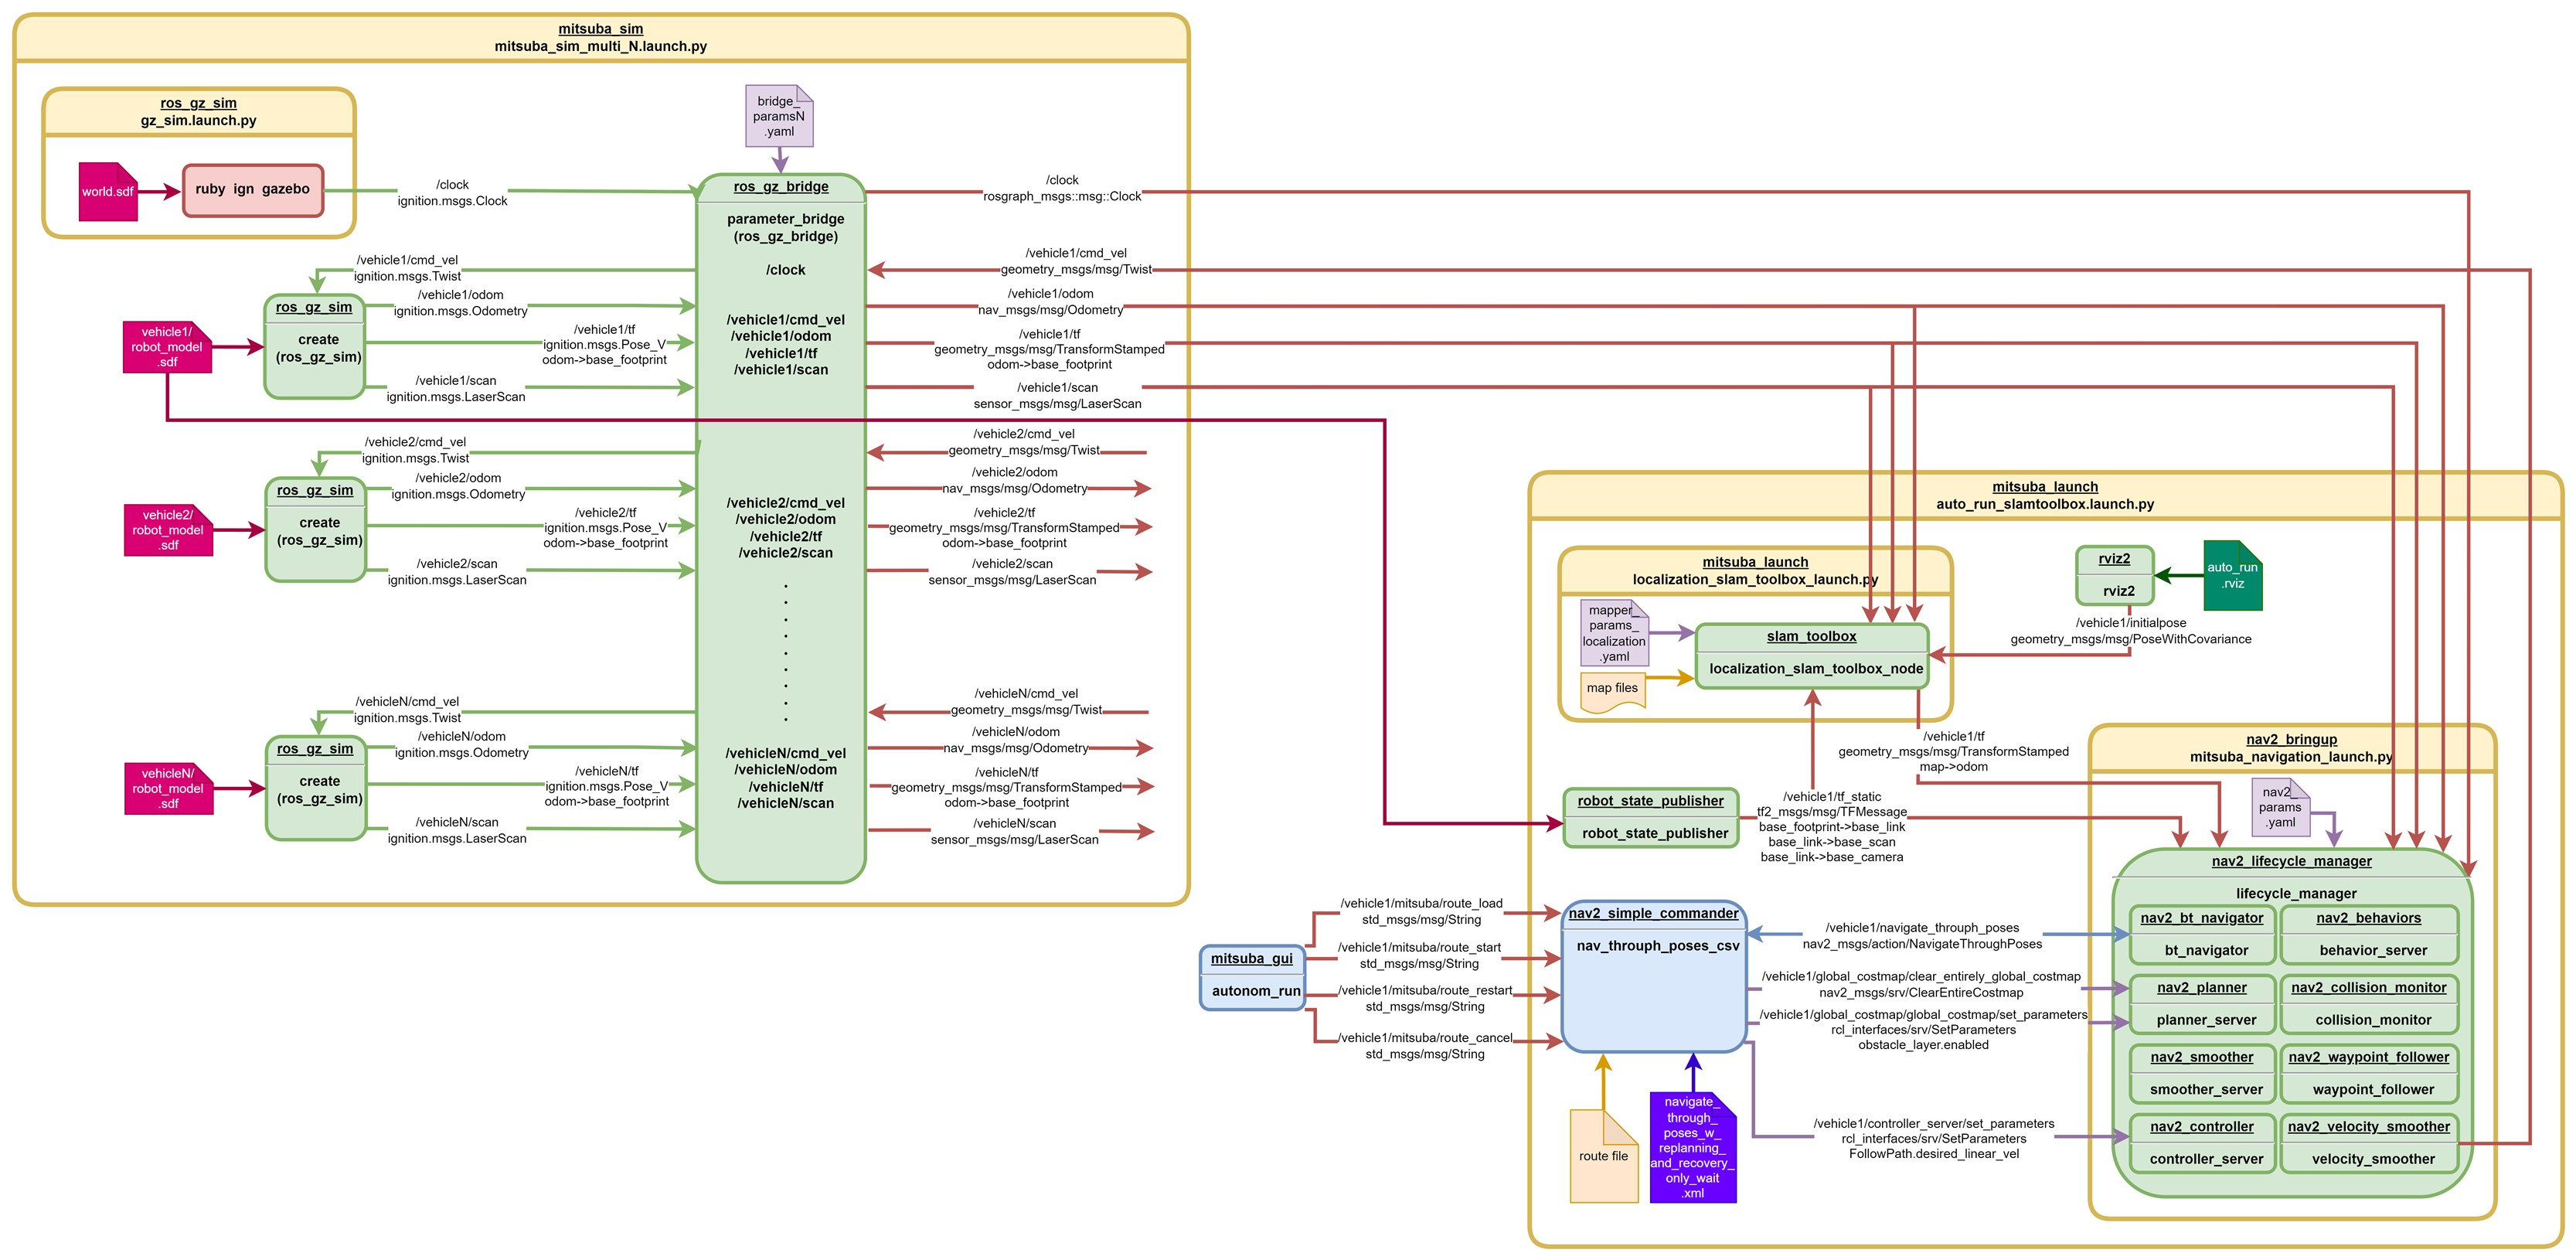 mitsuba_sim
mitsuba_sim_multi_N.launch.py
ros_gz_sim
gz_sim.launch.py
world.sdf
ruby ign gazebo
/clock
ignition.msgs.Clock
bridge_
paramsN
.yaml
ros_gz_bridge
parameter_bridge
(ros_gz_bridge)
/clock
/vehicle1/cmd_vel
/vehicle1/odom
/vehicle1/tf
/vehicle1/scan
/vehicle2/cmd_vel
/vehicle2/odom
/vehicle2/tf
/vehicle2/scan
/vehicleN/cmd_vel
/vehicleN/odom
/vehicleN/tf
/vehicleN/scan
/clock
rosgraph_msgs::msg::Clock
vehicle1/
robot_model
.sdf
ros_gz_sim
create
(ros_gz_sim)
/vehicle1/cmd_vel
ignition.msgs.Twist
/vehicle1/odom
ignition.msgs.Odometry
/vehicle1/tf
ignition.msgs.Pose_V
odom->base_footprint
/vehicle1/scan
ignition.msgs.LaserScan
/vehicle1/cmd_vel
geometry_msgs/msg/Twist
/vehicle1/odom
nav_msgs/msg/Odometry
/vehicle1/tf
geometry_msgs/msg/TransformStamped
odom->base_footprint
/vehicle1/scan
sensor_msgs/msg/LaserScan
vehicle2/
robot_model
.sdf
ros_gz_sim
create
(ros_gz_sim)
/vehicle2/cmd_vel
ignition.msgs.Twist
/vehicle2/odom
ignition.msgs.Odometry
/vehicle2/tf
ignition.msgs.Pose_V
odom->base_footprint
/vehicle2/scan
ignition.msgs.LaserScan
/vehicle2/cmd_vel
geometry_msgs/msg/Twist
/vehicle2/odom
nav_msgs/msg/Odometry
/vehicle2/tf
geometry_msgs/msg/TransformStamped
odom->base_footprint
/vehicle2/scan
sensor_msgs/msg/LaserScan
vehicleN/
robot_model
.sdf
ros_gz_sim
create
(ros_gz_sim)
/vehicleN/cmd_vel
ignition.msgs.Twist
/vehicleN/odom
ignition.msgs.Odometry
/vehicleN/tf
ignition.msgs.Pose_V
odom->base_footprint
/vehicleN/scan
ignition.msgs.LaserScan
/vehicleN/cmd_vel
geometry_msgs/msg/Twist
/vehicleN/odom
nav_msgs/msg/Odometry
/vehicleN/tf
geometry_msgs/msg/TransformStamped
odom->base_footprint
/vehicleN/scan
sensor_msgs/msg/LaserScan
mitsuba_launch
auto_run_slamtoolbox.launch.py
mitsuba_launch
localization_slam_toolbox_launch.py
mapper_
params_
localization
.yaml
map files
slam_toolbox
localization_slam_toolbox_node
rviz2
rviz2
auto_run
.rviz
/vehicle1/initialpose
geometry_msgs/msg/PoseWithCovariance
/vehicle1/tf
geometry_msgs/msg/TransformStamped
map->odom
robot_state_publisher
robot_state_publisher
/vehicle1/tf_static
tf2_msgs/msg/TFMessage
base_footprint->base_link
base_link->base_scan
base_link->base_camera
nav2_bringup
mitsuba_navigation_launch.py
nav2_
params
.yaml
nav2_lifecycle_manager
lifecycle_manager
nav2_bt_navigator
bt_navigator
nav2_behaviors
behavior_server
nav2_planner
planner_server
nav2_collision_monitor
collision_monitor
nav2_smoother
smoother_server
nav2_waypoint_follower
waypoint_follower
nav2_controller
controller_server
nav2_velocity_smoother
velocity_smoother
mitsuba_gui
autonom_run
/vehicle1/mitsuba/route_load
std_msgs/msg/String
/vehicle1/mitsuba/route_start
std_msgs/msg/String
/vehicle1/mitsuba/route_restart
std_msgs/msg/String
/vehicle1/mitsuba/route_cancel
std_msgs/msg/String
nav2_simple_commander
nav_throuph_poses_csv
/vehicle1/navigate_through_poses
nav2_msgs/action/NavigateThroughPoses
/vehicle1/global_costmap/clear_entirely_global_costmap
nav2_msgs/srv/ClearEntireCostmap
/vehicle1/global_costmap/global_costmap/set_parameters
rcl_interfaces/srv/SetParameters
obstacle_layer.enabled
/vehicle1/controller_server/set_parameters
rcl_interfaces/srv/SetParameters
FollowPath.desired_linear_vel
route file
navigate_
through_
poses_w_
replanning_
and_recovery_
only_wait
.xml